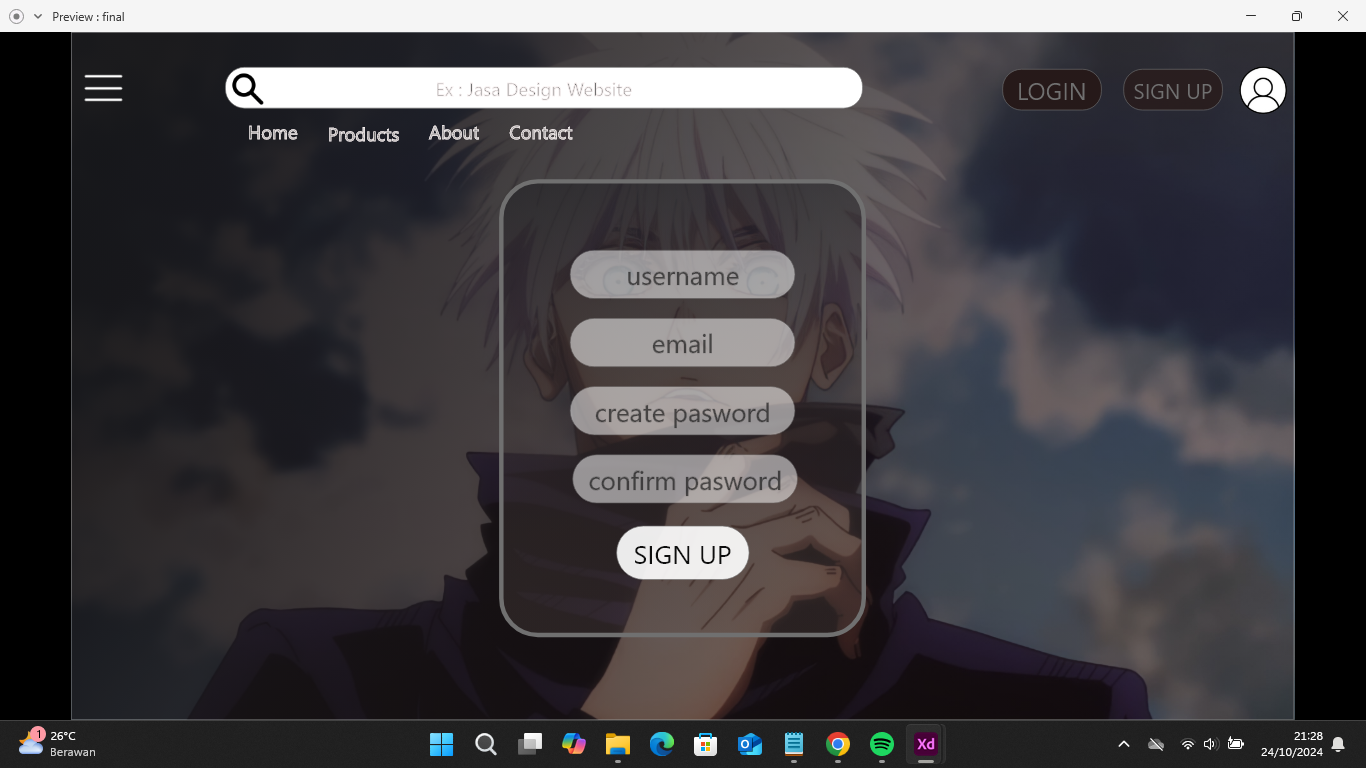 Preview : final
Ex : Jasa Design Website
LOGIN
SIGN UP
Home
Products
About
Contact
username
email
create pasword
confirm pasword
SIGN UP
1
26°C
Berawan
Xd
21:28
24/10/2024